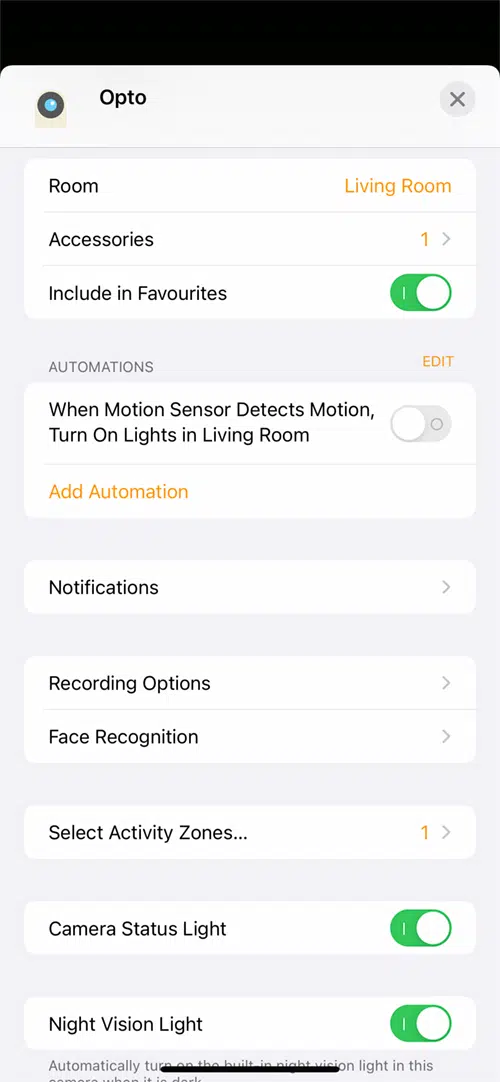 Opto
Room
Living Room
Accessories
1
Include in Favourites
AUTOMATIONS
EDIT
When Motion Sensor Detects Motion,
Turn On Lights in Living Room
Add Automation
Notifications
Recording Options
Face Recognition
Select Activity Zones...
1
Camera Status Light
Night Vision Light
Automatically turn on the built-in night vision light in this
camera when it is dark